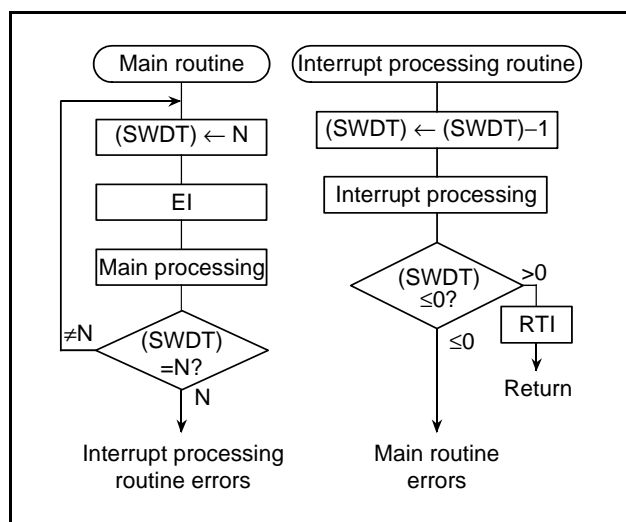 Main routine
(SWDT) ← N
EI
Main processing
≠N
(SWDT)
=N?
N
Interrupt processing
routine errors
Interrupt processing routine
(SWDT) ← (SWDT)−1
Interrupt processing
(SWDT)
≤0?
>0
RTI
Return
≤0
Main routine
errors